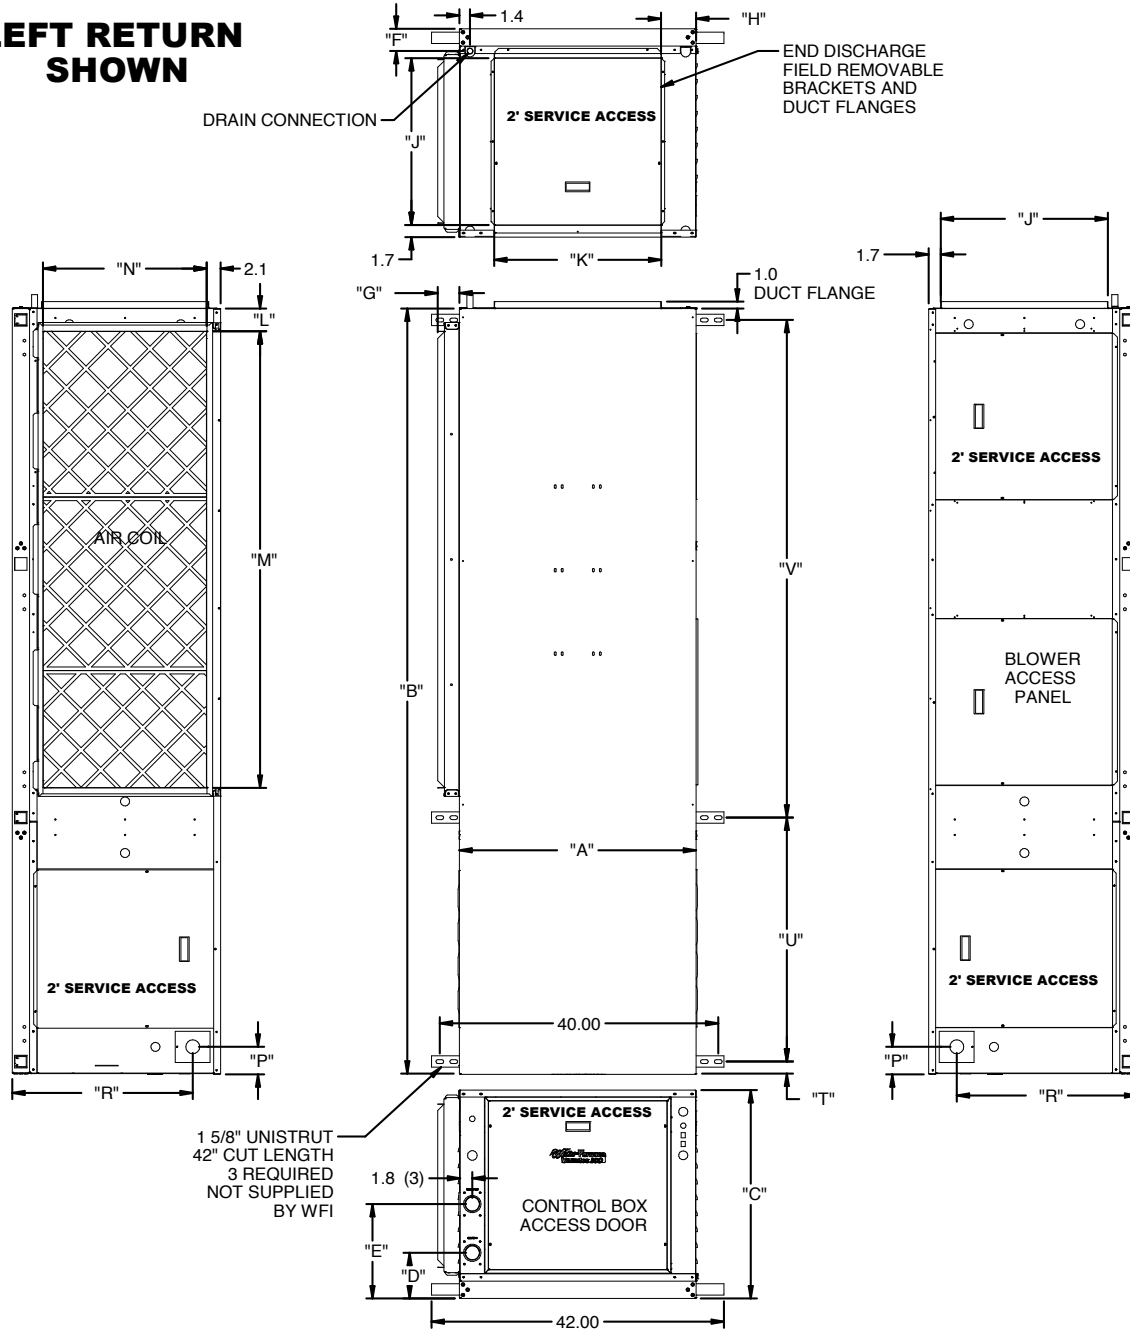 LEFT RETURN
SHOWN
1.4
"H"
"F"
END DISCHARGE
FIELD REMOVABLE
BRACKETS AND
DUCT FLANGES
DRAIN CONNECTION
2' SERVICE ACCESS
"J"
1.7
"K"
"N"
2.1
"L"
"G"
1.0
DUCT FLANGE
1.7
"J"
AIR COIL
"M"
"B"
"V"
2' SERVICE ACCESS
BLOWER
ACCESS
PANEL
"A"
"U"
2' SERVICE ACCESS
2' SERVICE ACCESS
40.00
"P"
"R"
"P"
"R"
"T"
1 5/8" UNISTRUT
42" CUT LENGTH
3 REQUIRED
NOT SUPPLIED
BY WFI
2' SERVICE ACCESS
1.8 (3)
CONTROL BOX
ACCESS DOOR
"C"
"E"
"D"
42.00